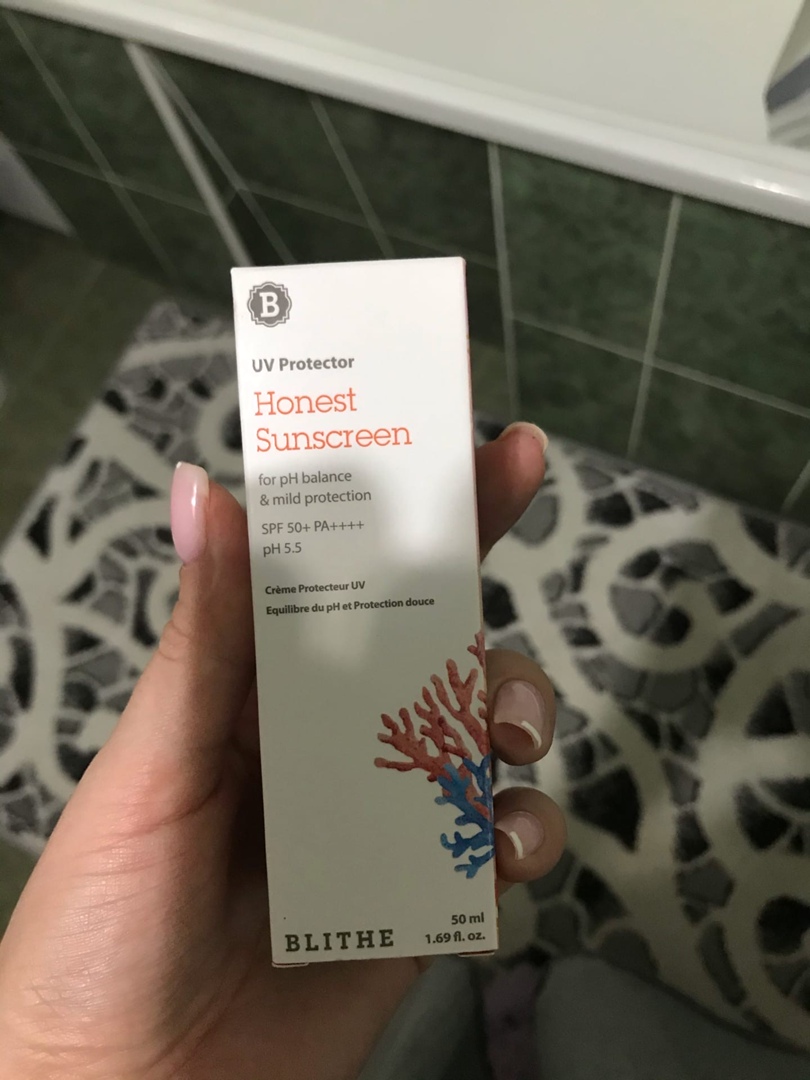 B
UV Protector
Honest
Sunscreen
for pH balance
& mild protection
SPF 50+ PA++++
pH 5.5
Crème Protecteur UV
Equilibre du pH et Protection douce
50 ml
BLITHE 1.69 fl. oz.